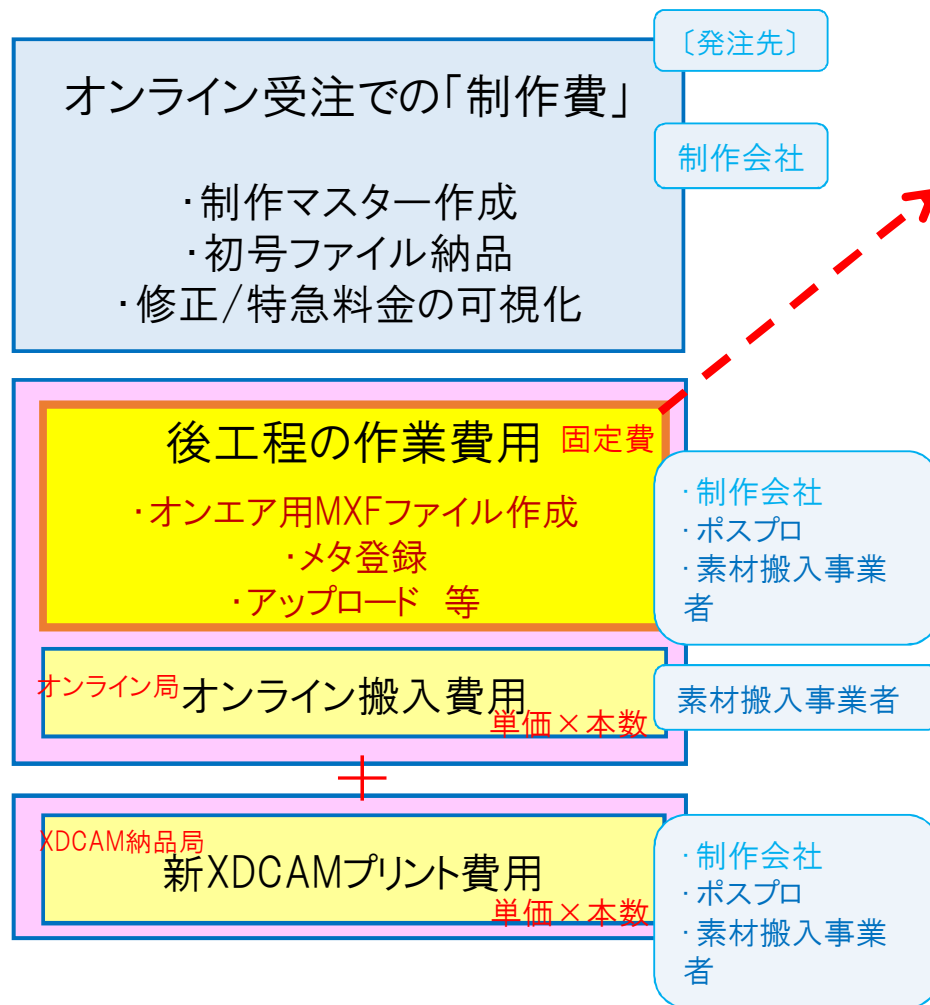 〔発注先〕
オンライン受注での「制作費」
制作会社
・制作マスター作成
・初号ファイル納品
・修正/特急料金の可視化
後工程の作業費用
固定費
・オンエア用MXFファイル作成
・メタ登録
・アップロード 等
・制作会社
・ポスプロ
・素材搬入事業
者
オンライン局
オンライン搬入費用
単価×本数
素材搬入事業者
＋
XDCAM納品局
新XDCAMプリント費用
単価×本数
・制作会社
・ポスプロ
・素材搬入事業
者